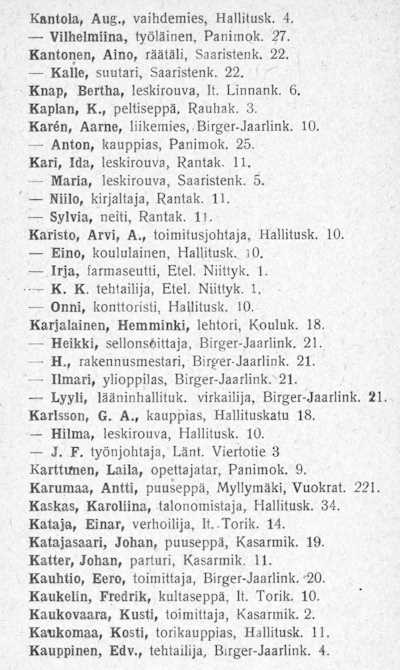 Kantola, Aug., vaihdemies, Hallitusk. 4.
— Vilhelmiina, työläinen, Panimok. 27.
Kantonen, Aino, räätäli, Saaristenk. 22.
— Kalle, suutari, Saaristenk. 22.
Knap, Bertha, leskirouva, It. Linnank. 6.
Kaplan, K., peltiseppä, Rauhak. 3.
Karén, Aarne, liikemies, Birger-Jaarlink. 10.
— Anton, kauppias, Panimok. 25.
Kari, Ida, leskirouva, Rantak. 11.
— Maria, leskirouva, Saaristenk. 5.
— Niilo, kirjaltaja, Rantak. 11.
— Sylvia, neiti, Rantak. 11.
Karisto, Arvi, A., toimitusjohtaja, Hallitusk. 10.
— Eino, koululainen, Hallitusk. 10.
— Irja, farmaseutti, Etel. Niittyk. 1.
— K. K. tehtailija, Etel. Niittyk. 1.
— Onni, konttoristi, Hallitusk. 10.
Karjalainen, Hemminki, lehtori, Kouluk. 18.
— Heikki, sellonsoittaja, Birger-Jaarlink. 21.
— H., rakennusmestari, Birger-Jaarlink. 21.
— Ilmari, ylioppilas, Birger-Jaarlink. 21.
— Lyyli, lääninhallituk. virkailija, Birger-Jaarlink. 21.
Karlsson, G. A., kauppias, Hallituskatu 18.
— Hilma, leskirouva, Hallitusk. 10.
— J. F. työnjohtaja, Länt. Viertotie 3
Karttunen, Laila, opettajatar, Panimok. 9.
Karumaa, Antti, puuseppä, Myllymäki, Vuokrat. 221.
Kaskas, Karoliina, talonomistaja, Hallitusk. 34.
Kataja, Einar, verhoilija, It. Torik. 14.
Katajasaari, Johan, puuseppä, Kasarmik. 19.
Katter, Johan, parturi, Kasarmik. 11.
Kauhtio, Eero, toimittaja, Birger-Jaarlink. 20.
Kaukelin, Fredrik, kultaseppä, It. Torik. 10.
Kaukovaara, Kusti, toimittaja, Kasarmik. 2.
Kaukomaa, Kosti, torikauppias, Hallitusk. 11.
Kauppinen, Edv., tehtailija, Birger-Jaarlink. 4.